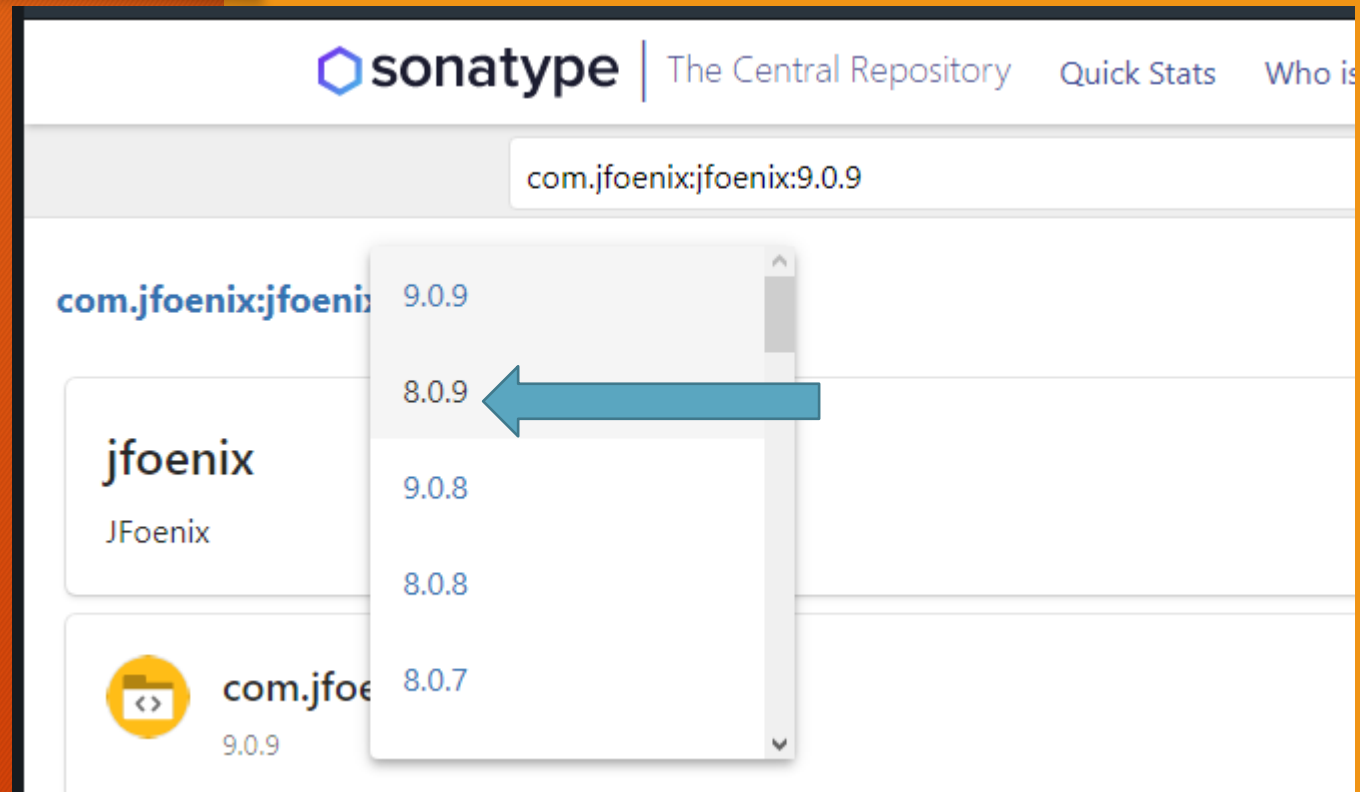 sonatype The Central Repository Quick Stats Who is
com.jfoenix:jfoenix:9.0.9
com.jfoenix:jfoenix
9.0.9
8.0.9
9.0.8
8.0.8
8.0.7
jfoenix
JFoenix
com.jfoe
9.0.9